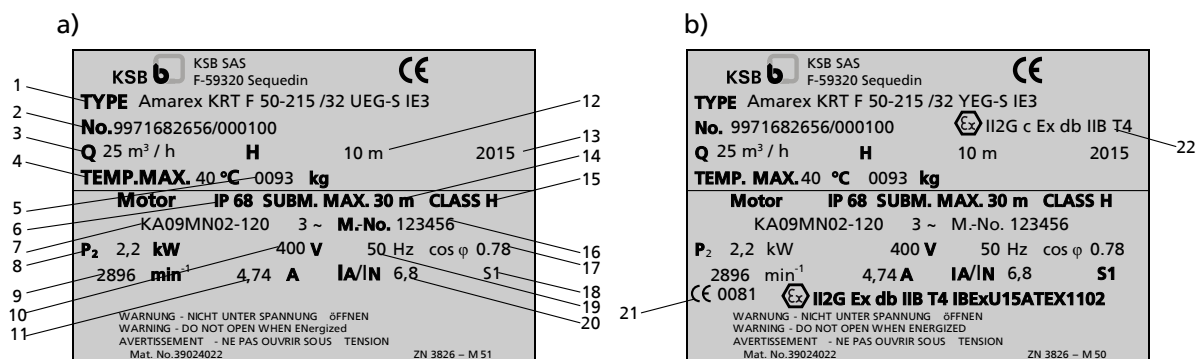 a)
KSB b KSB SAS
F-59320 Sequedin
CE
TYPE Amarex KRT F 50-215 /32 UEG-S IE3
No. 9971682656/000100
Q 25 m³ / h H 10 m 2015
TEMP.MAX. 40 °C 0093 kg
Motor IP 68 SUBM. MAX. 30 m CLASS H
KA09MN02-120 3 ~ M.-No. 123456
P₂ 2,2 kW 400 V 50 Hz cos φ 0.78
2896 min⁻¹ 4,74 A IA/IN 6,8 S1
WARNUNG - NICHT UNTER SPANNUNG öFFNEN
WARNING - DO NOT OPEN WHEN ENergized
AVERTISSEMENT - NE PAS OUVRIR SOUS TENSION
Mat. No.39024022 ZN 3826 – M 51
1
2
3
4
5
6
7
8
9
10
11
12
13
14
15
16
17
18
19
20
b)
KSB b KSB SAS
F-59320 Sequedin
CE
TYPE Amarex KRT F 50-215 /32 YEG-S IE3
No. 9971682656/000100 Ex II2G c Ex db IIB T4
Q 25 m³ / h H 10 m 2015
TEMP. MAX. 40 °C 0093 kg
Motor IP 68 SUBM. MAX. 30 m CLASS H
KA09MN02-120 3 ~ M.-No. 123456
P₂ 2,2 kW 400 V 50 Hz cos φ 0.78
2896 min⁻¹ 4,74 A IA/IN 6,8 S1
CE 0081 Ex II2G Ex db IIB T4 IBExU15ATEX1102
WARNUNG - NICHT UNTER SPANNUNG öFFNEN
WARNING - DO NOT OPEN WHEN ENERGIZED
AVERTISSEMENT - NE PAS OUVRIR SOUS TENSION
Mat. No.39024022 ZN 3826 – M 50
21
22